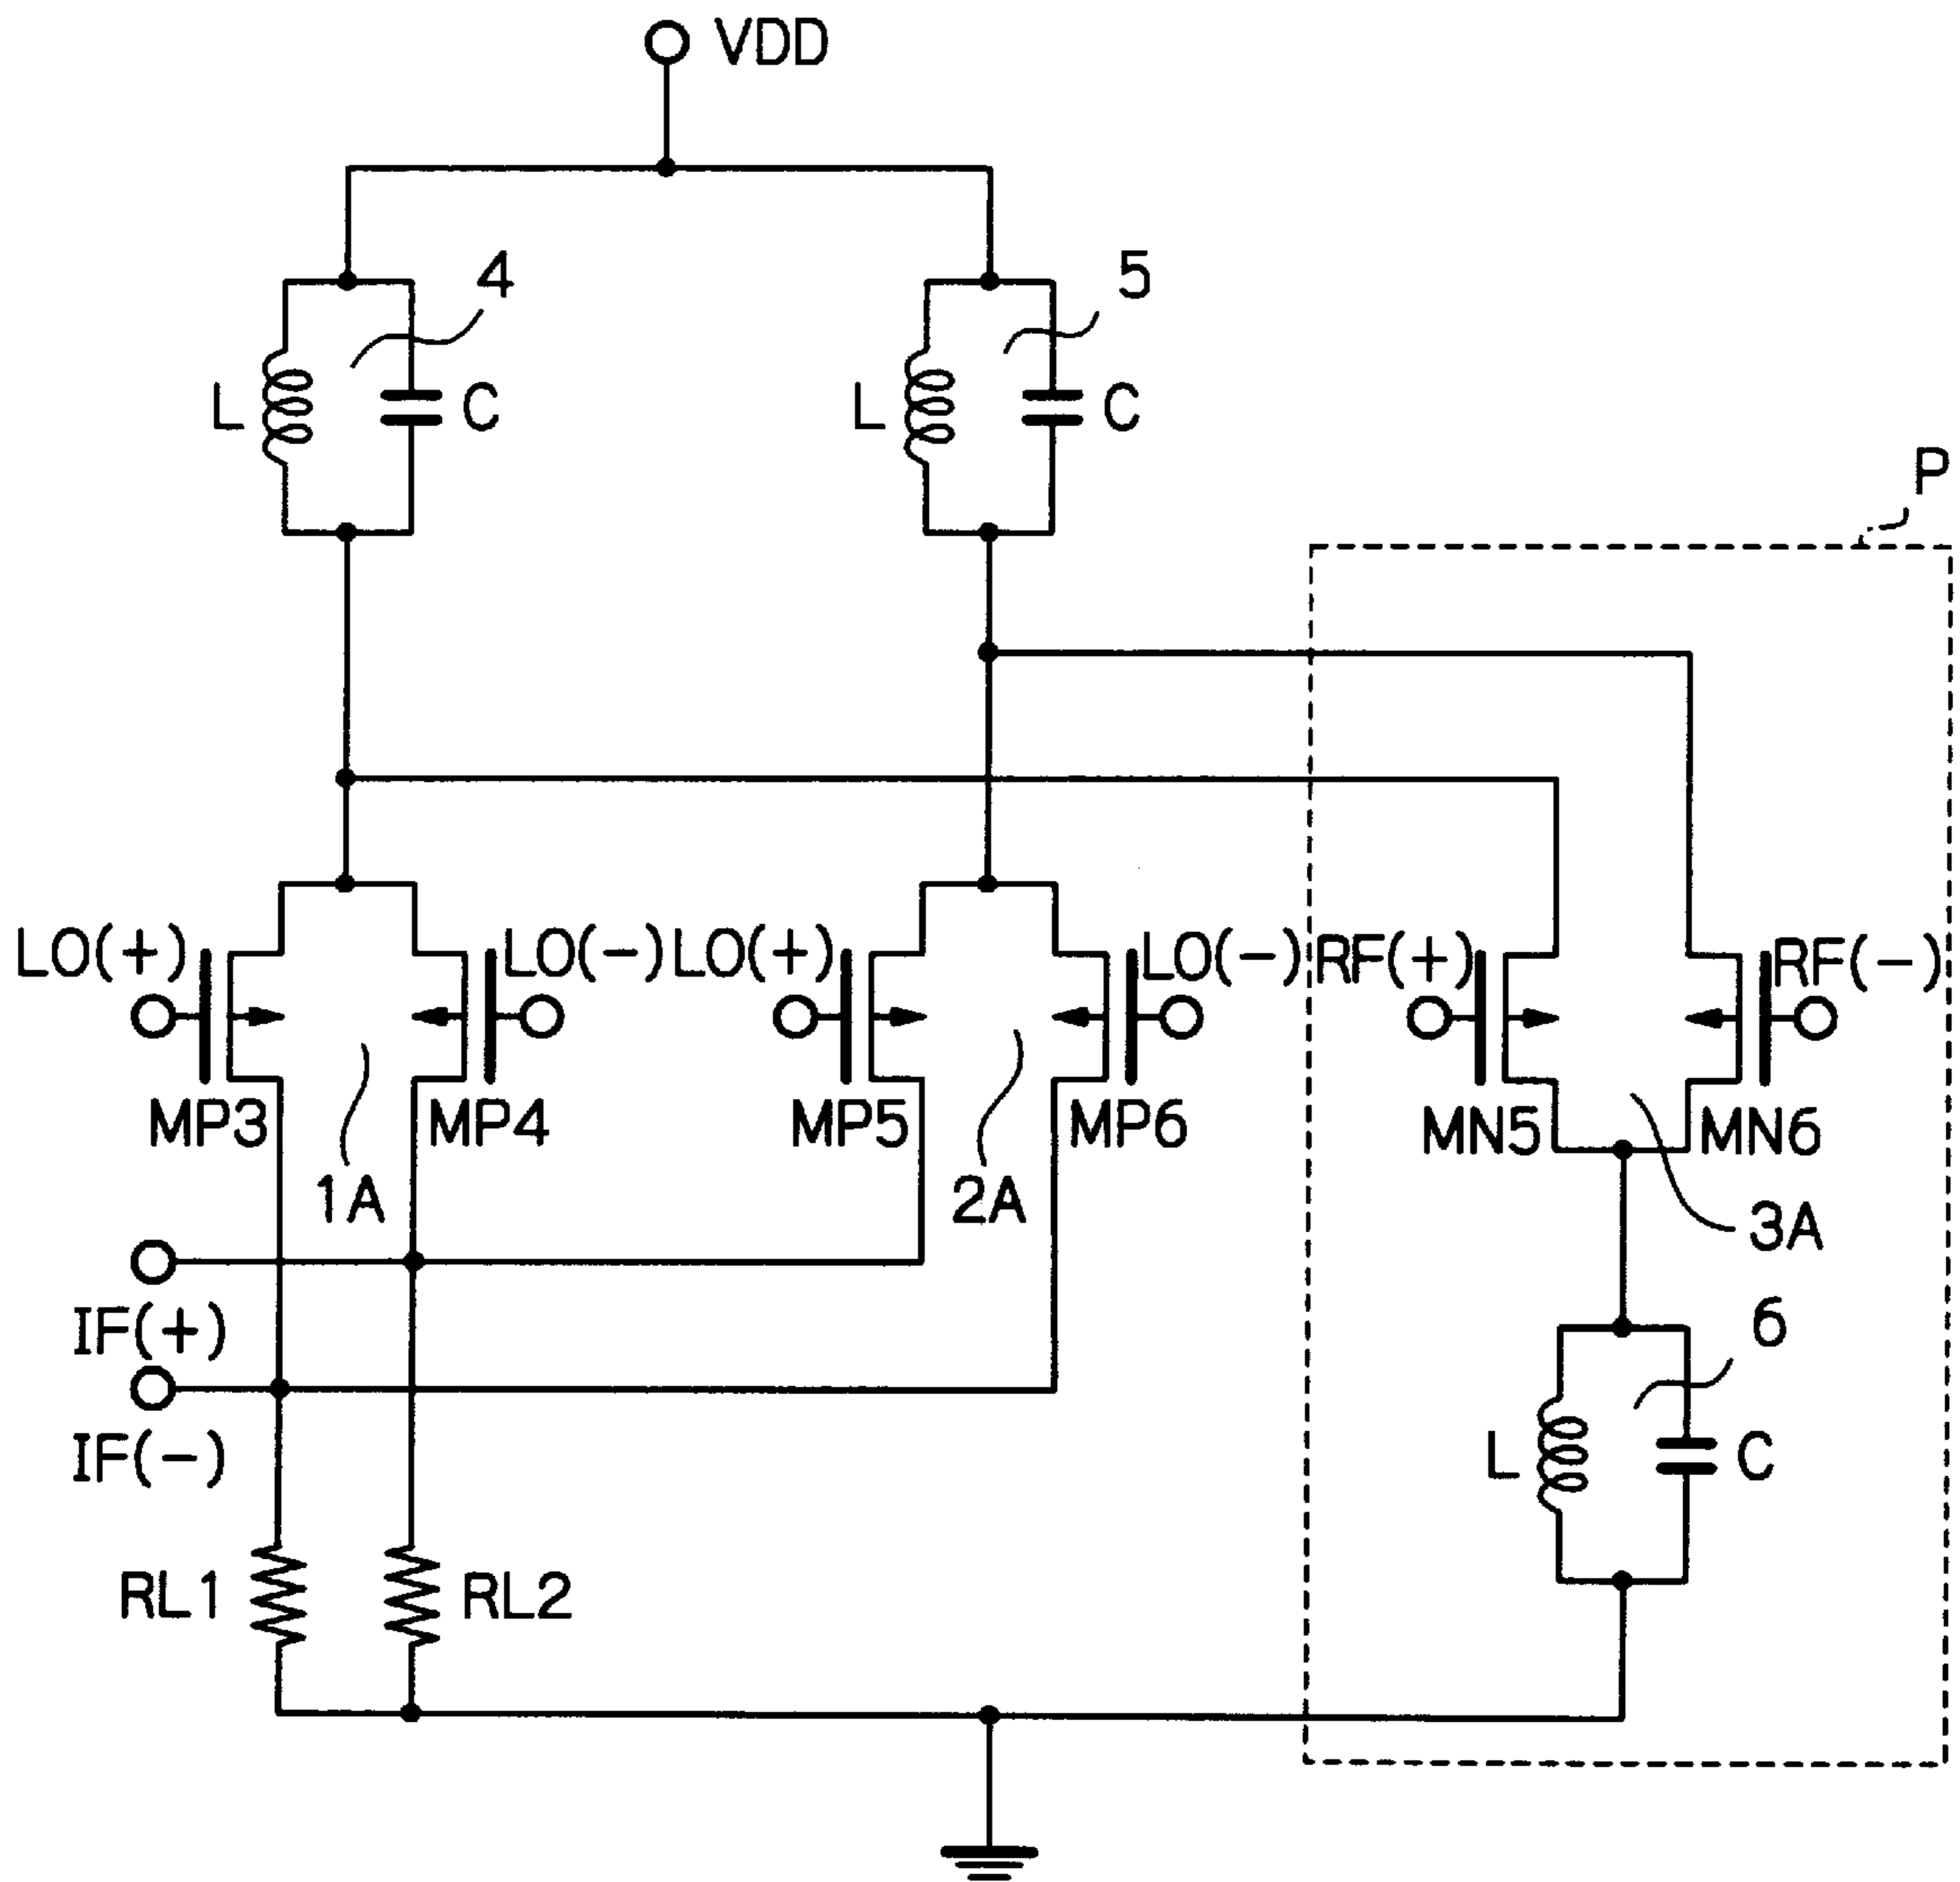 VDD
4
5
L
C
L
C
P
LO(+)
LO(-)
LO(+)
LO(-)
RF(+)
RF(-)
MP3
MP4
MP5
MP6
MN5
MN6
1A
2A
3A
IF(+)
6
IF(-)
L
C
RL1
RL2